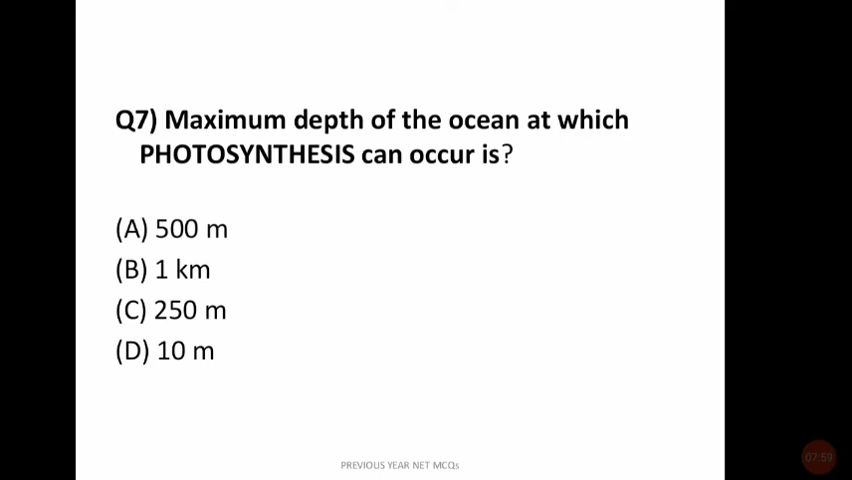 Q7) Maximum depth of the ocean at which
PHOTOSYNTHESIS can occur is?
(A) 500 m
(B) 1 km
(C) 250 m
(D) 10 m
PREVIOUS YEAR NET MCQs
07:59